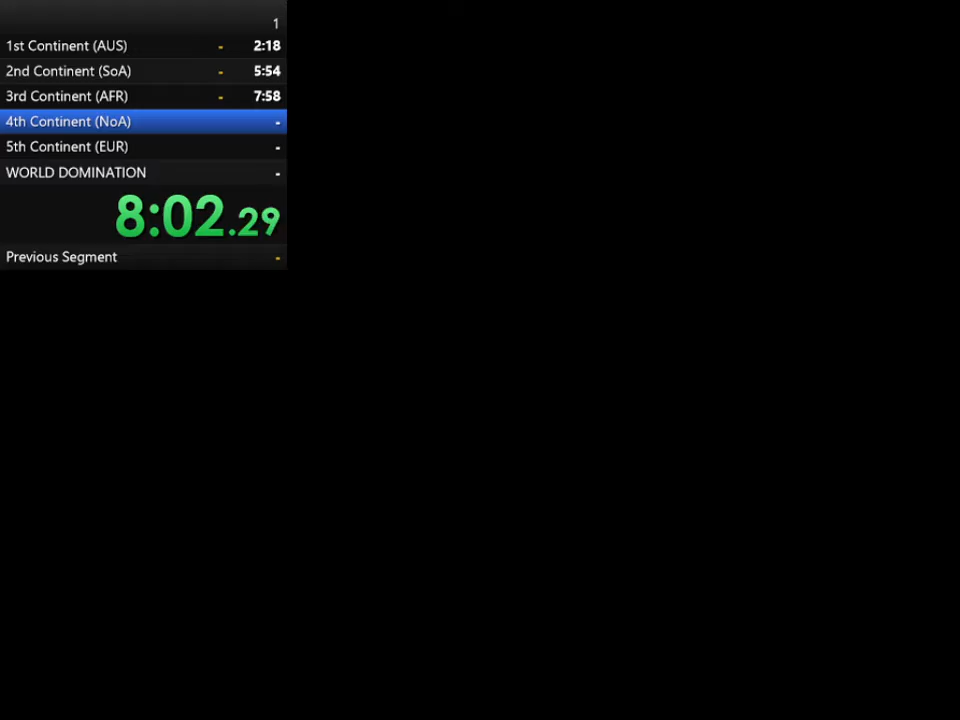 1
1st Continent (AUS) - 2:18
2nd Continent (SoA) - 5:54
3rd Continent (AFR) - 7:58
4th Continent (NoA) -
5th Continent (EUR) -
WORLD DOMINATION -
8:02.29
Previous Segment -